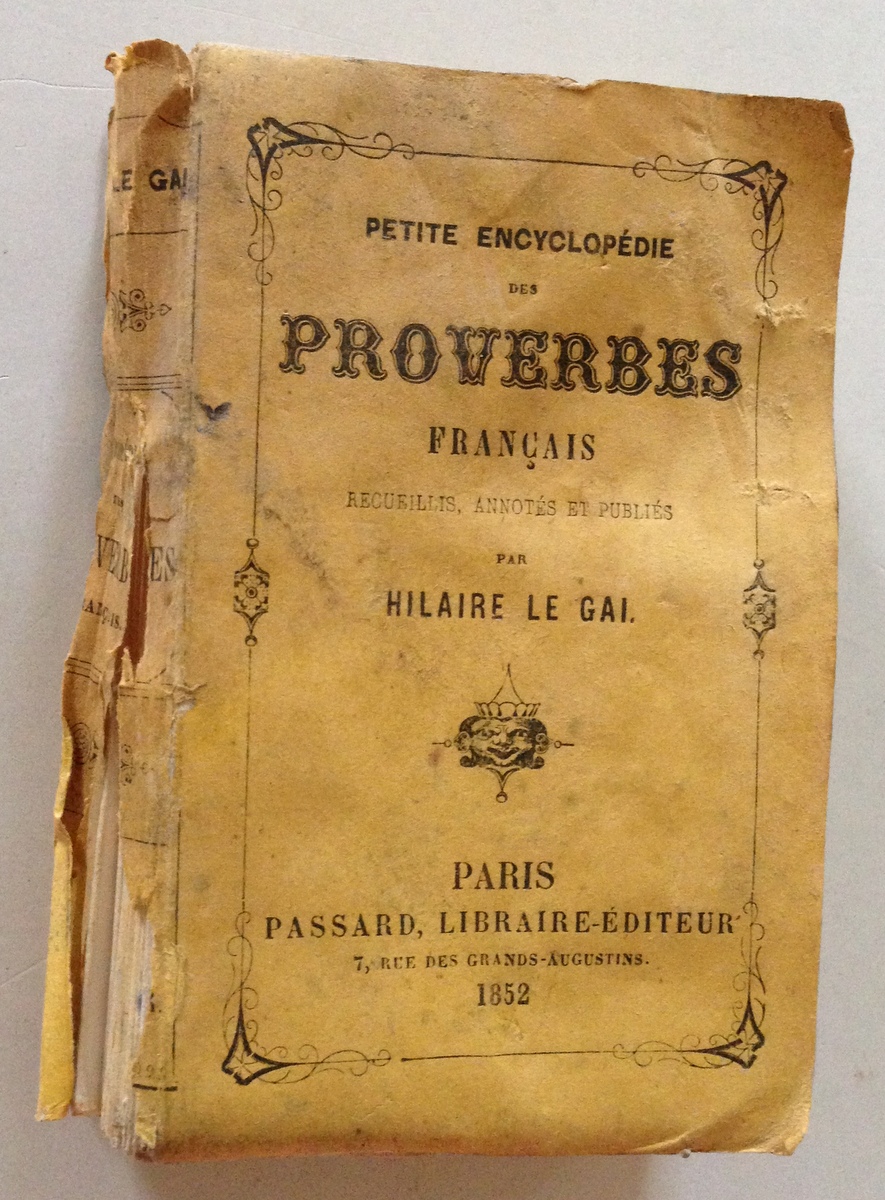 LE GAI
PETITE ENCYCLOPÉDIE
DES
PROVERBES
FRANÇAIS
RECUEILLIS, ANNOTÉS ET PUBLIÉS
PAR
HILAIRE LE GAI.
PARIS
PASSARD, LIBRAIRE-ÉDITEUR
7, RUE DES GRANDS-AUGUSTINS.
1852